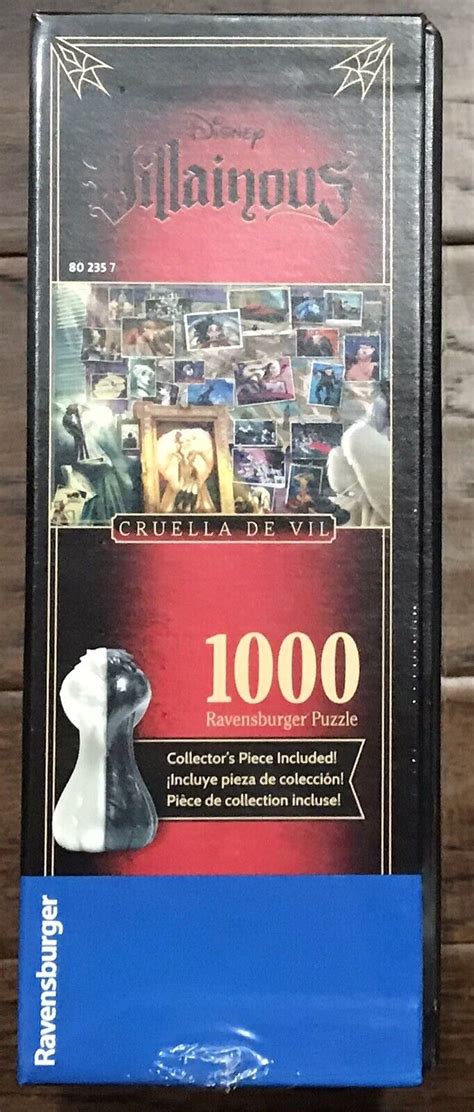 Disney
Villainous
80 235 7
CRUELLA DE VIL
1000
Ravensburger Puzzle
Collector's Piece Included!
¡Incluye pieza de colección!
Pièce de collection incluse!
Ravensburger